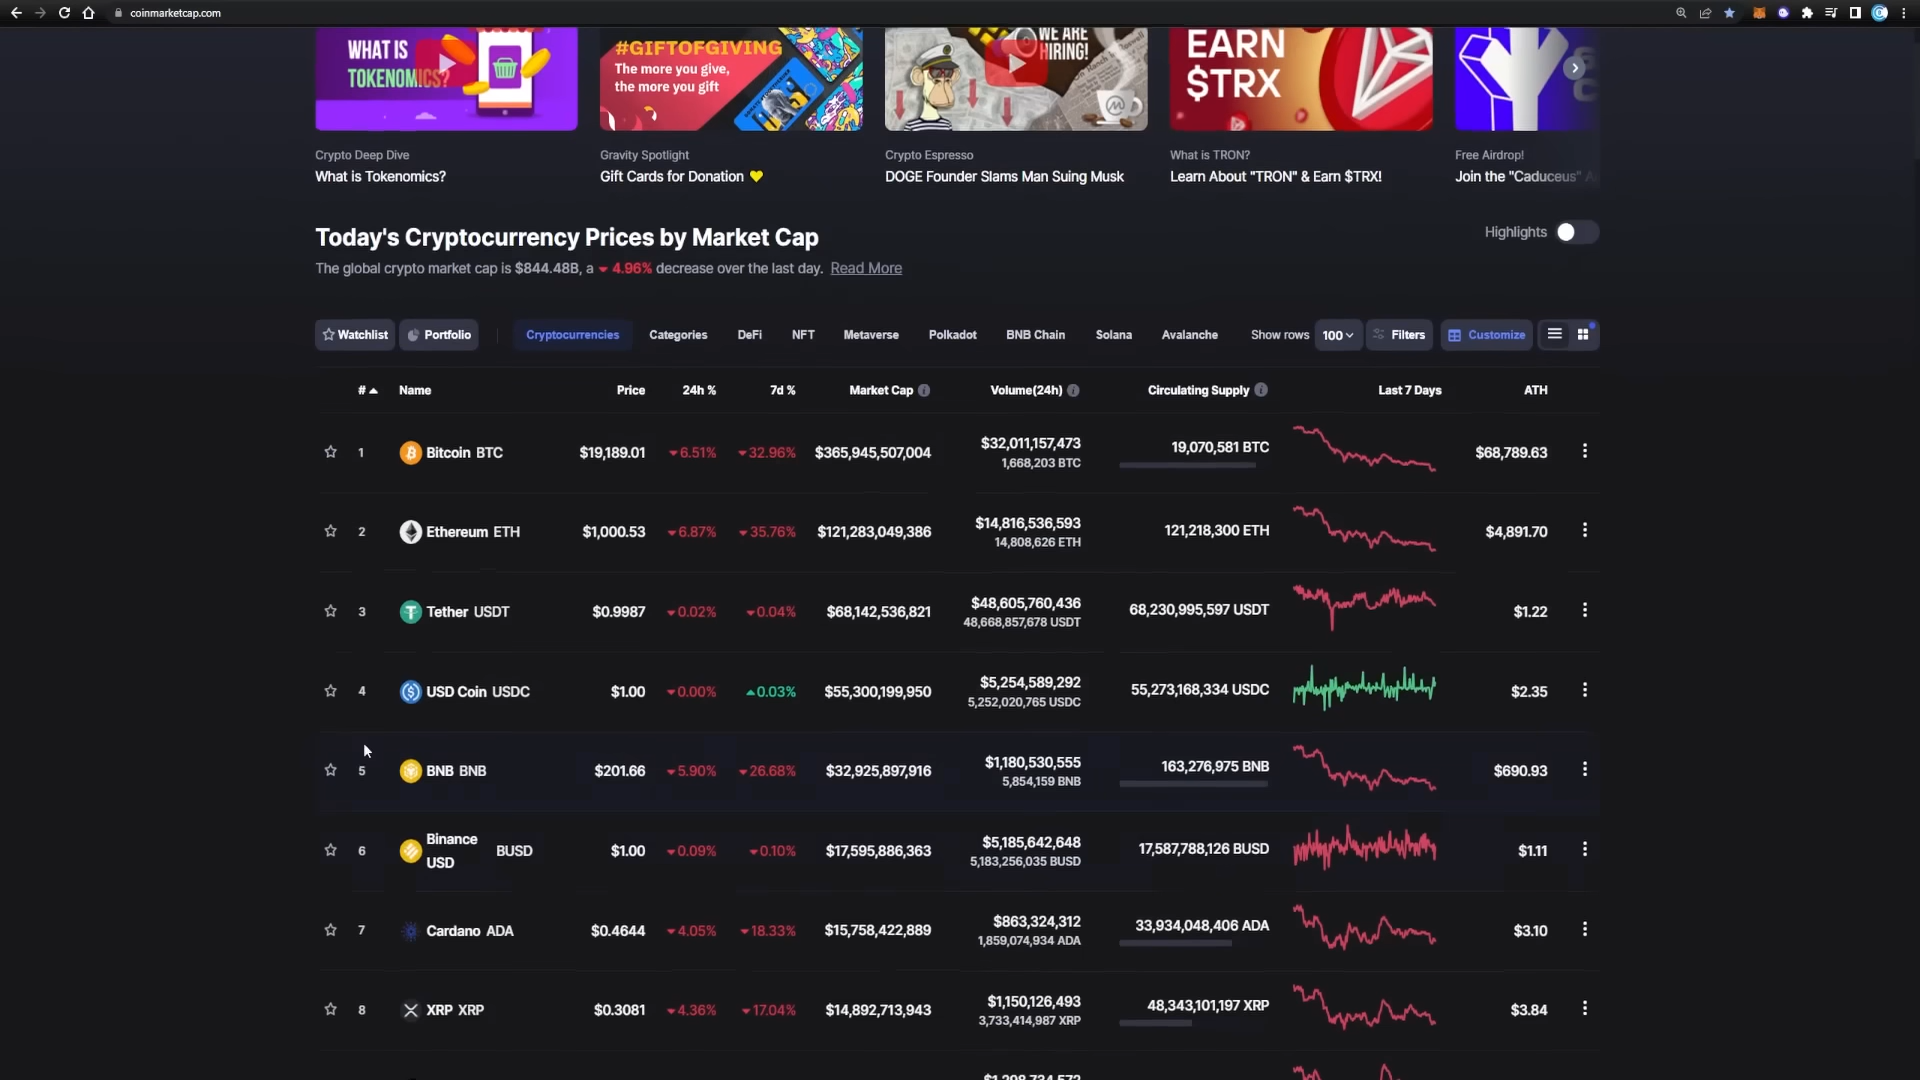 coinmarketcap.com
WHAT IS
TOKENOMICS?
#GIFTOFGIVING
The more you give,
the more you gift
WE ARE
HIRING!
EARN
$TRX
Crypto Deep Dive
What is Tokenomics?
Gravity Spotlight
Gift Cards for Donation 💛
Crypto Espresso
DOGE Founder Slams Man Suing Musk
What is TRON?
Learn About "TRON" & Earn $TRX!
Free Airdrop!
Join the "Caduceus" A
Today's Cryptocurrency Prices by Market Cap
Highlights
The global crypto market cap is $844.48B, a ▾ 4.96% decrease over the last day. Read More
Watchlist Portfolio Cryptocurrencies Categories DeFi NFT Metaverse Polkadot BNB Chain Solana Avalanche Show rows 100 Filters Customize
# Name Price 24h % 7d % Market Cap Volume(24h) Circulating Supply Last 7 Days ATH
1 Bitcoin BTC $19,189.01 ▾6.51% ▾32.96% $365,945,507,004 $32,011,157,473 19,070,581 BTC $68,789.63
1,668,203 BTC
2 Ethereum ETH $1,000.53 ▾6.87% ▾35.76% $121,283,049,386 $14,816,536,593 121,218,300 ETH $4,891.70
14,808,626 ETH
3 Tether USDT $0.9987 ▾0.02% ▾0.04% $68,142,536,821 $48,605,760,436 68,230,995,597 USDT $1.22
48,668,857,678 USDT
4 USD Coin USDC $1.00 ▾0.00% ▴0.03% $55,300,199,950 $5,254,589,292 55,273,168,334 USDC $2.35
5,252,020,765 USDC
5 BNB BNB $201.66 ▾5.90% ▾26.68% $32,925,897,916 $1,180,530,555 163,276,975 BNB $690.93
5,854,159 BNB
6 Binance USD BUSD $1.00 ▾0.09% ▾0.10% $17,595,886,363 $5,185,642,648 17,587,788,126 BUSD $1.11
5,183,256,035 BUSD
7 Cardano ADA $0.4644 ▾4.05% ▾18.33% $15,758,422,889 $863,324,312 33,934,048,406 ADA $3.10
1,859,074,934 ADA
8 XRP XRP $0.3081 ▾4.36% ▾17.04% $14,892,713,943 $1,150,126,493 48,343,101,197 XRP $3.84
3,733,414,987 XRP